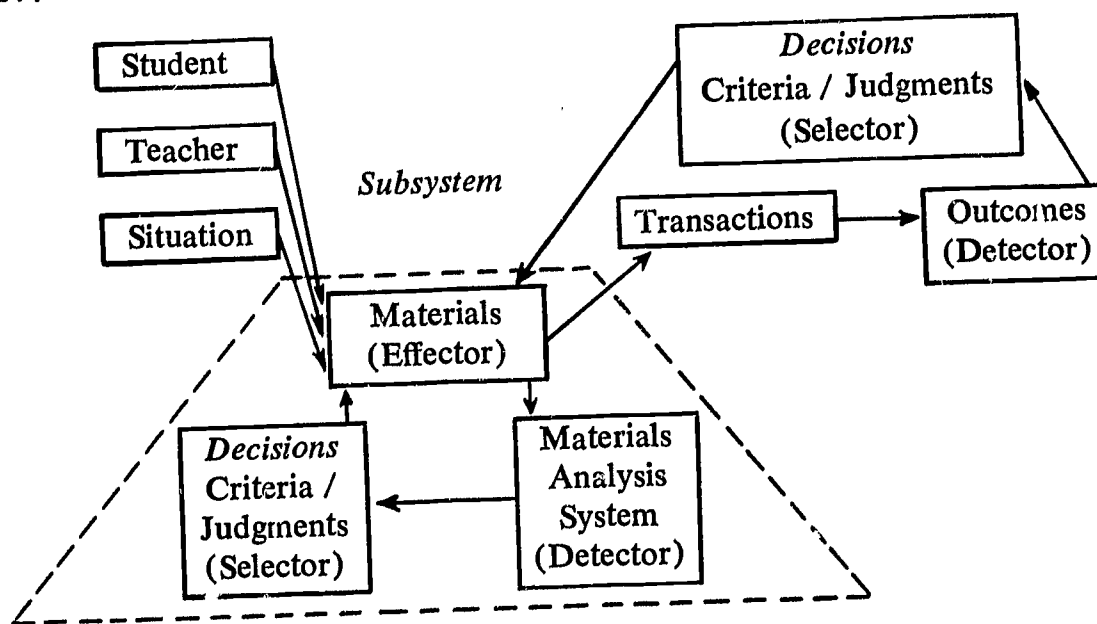 Student
Teacher
Situation
Subsystem
Decisions
Criteria / Judgments
(Selector)
Transactions
Outcomes
(Detector)
Materials
(Effector)
Decisions
Criteria /
Judgments
(Selector)
Materials
Analysis
System
(Detector)